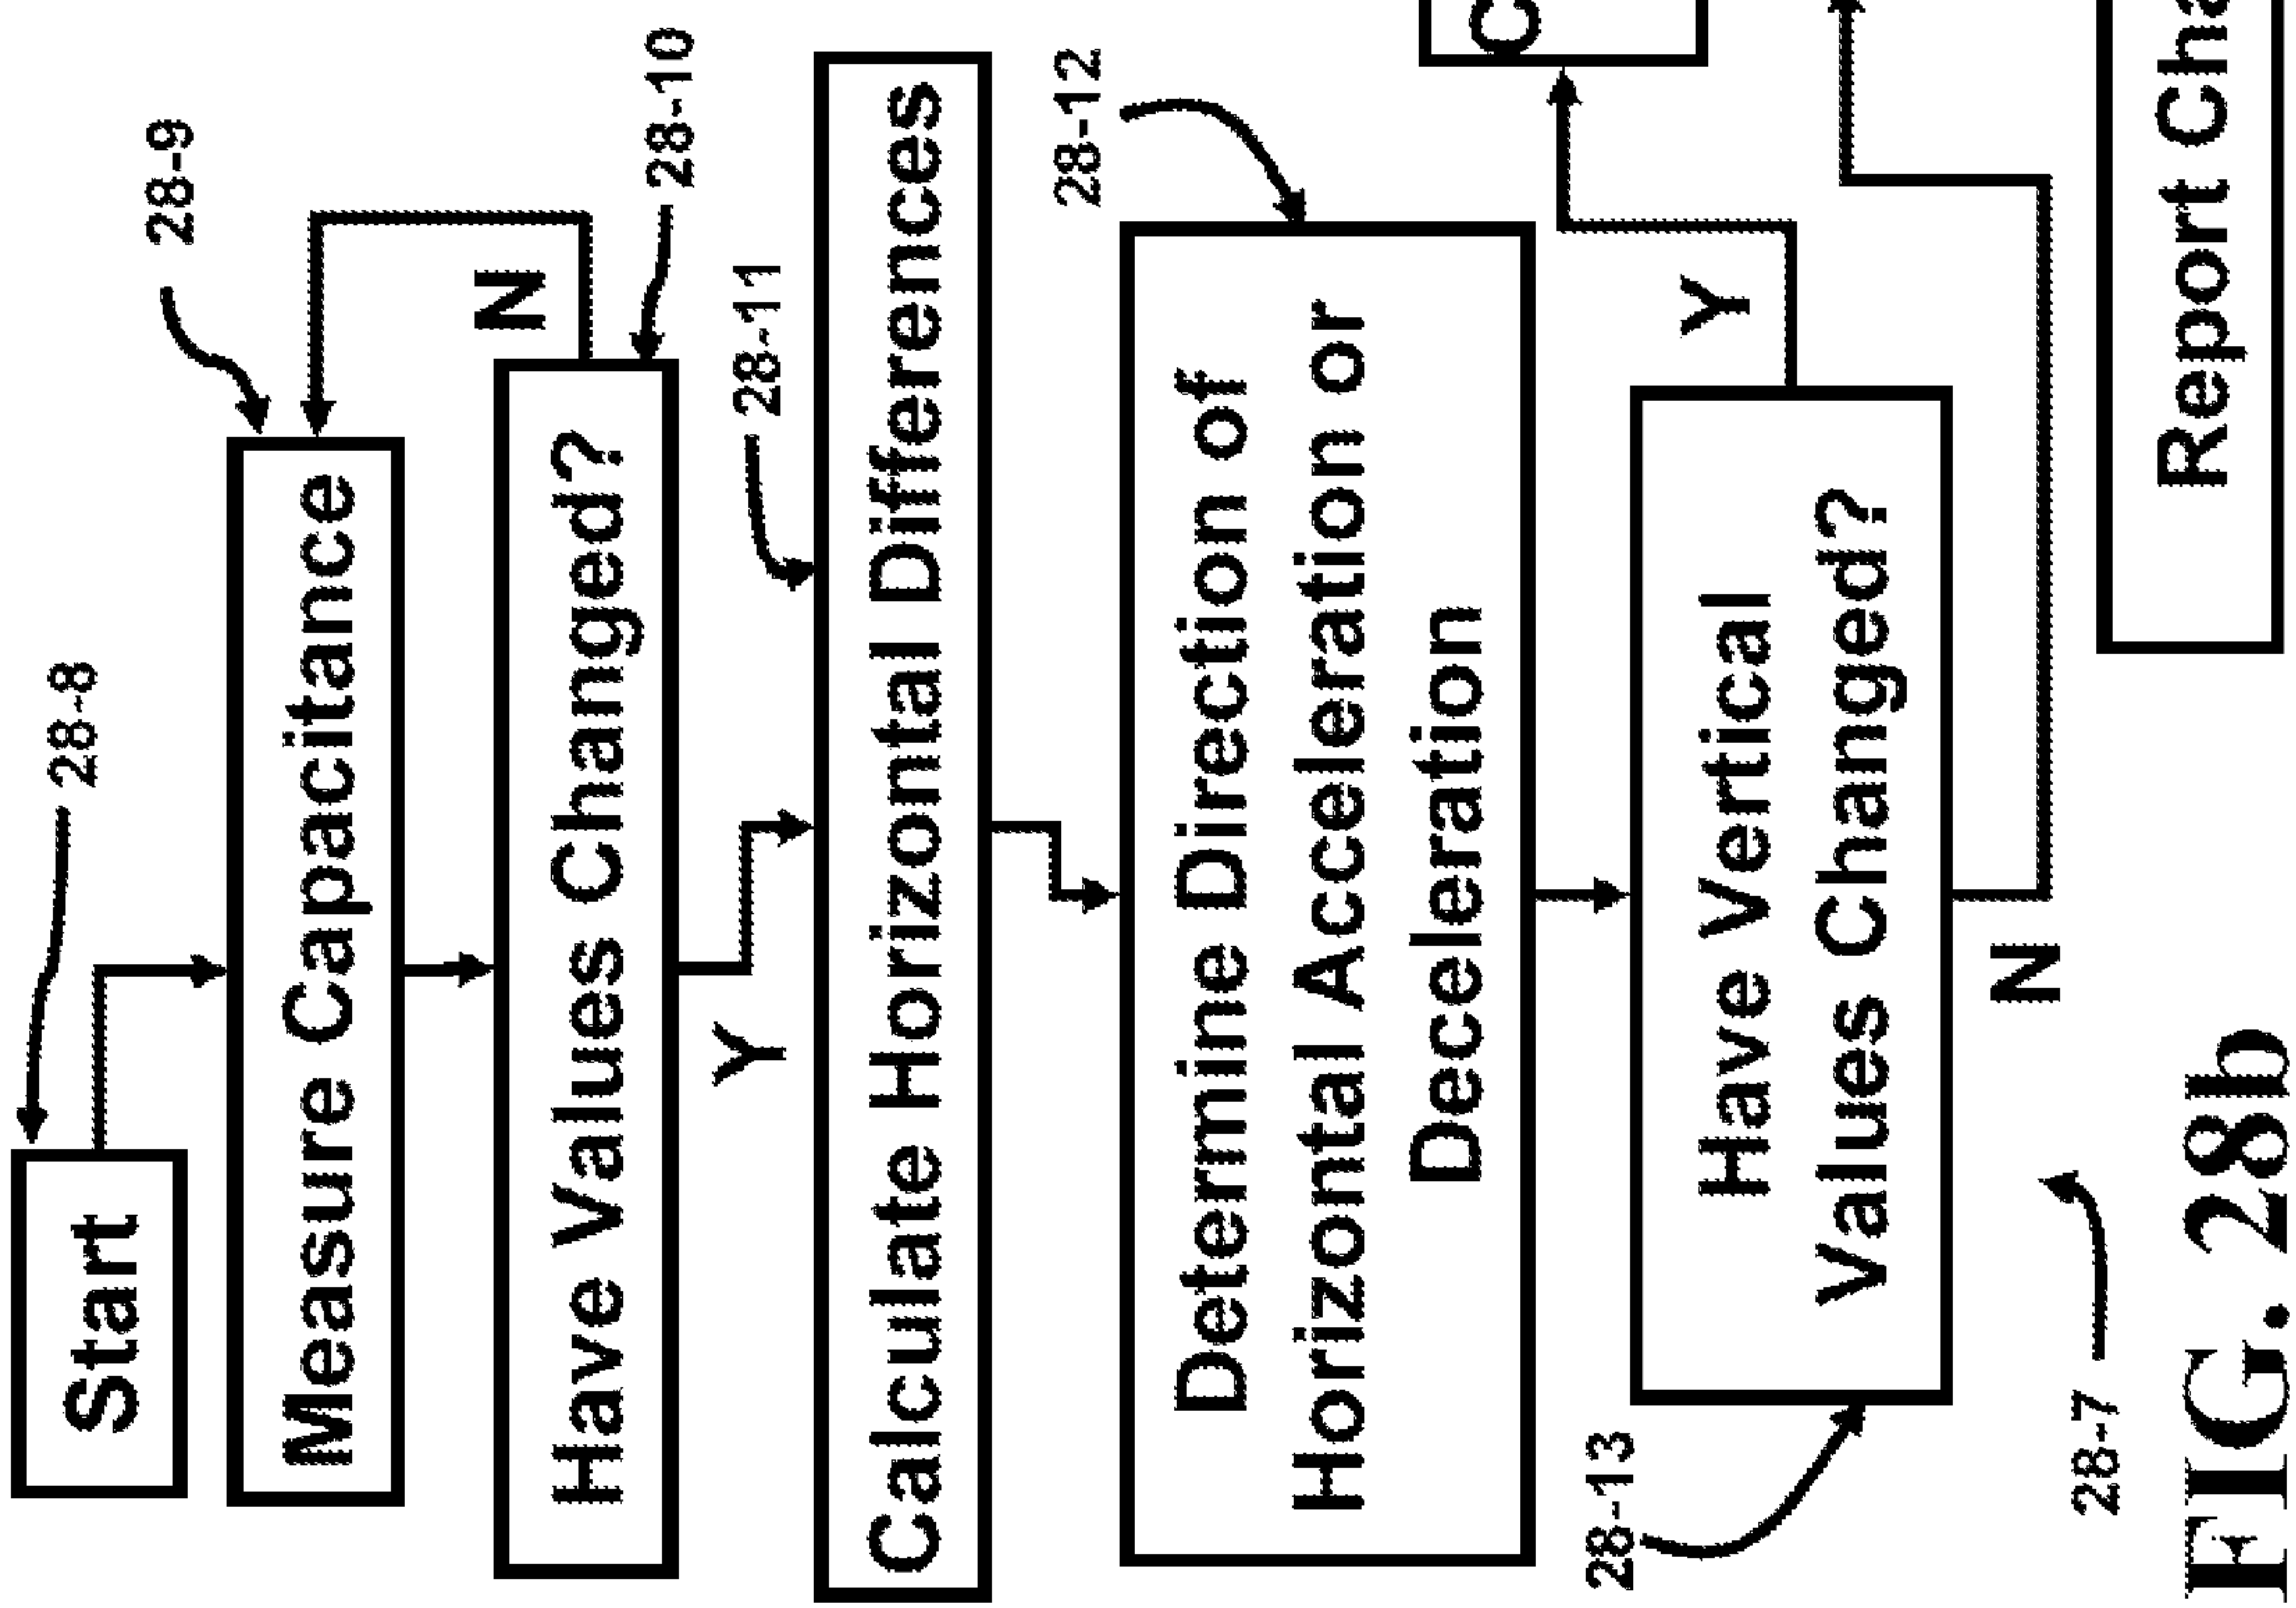 28-8
Start
28-9
Measure Capacitance
N
28-10
Have Values Changed?
Y
28-11
Calculate Horizontal Differences
28-12
Determine Direction of
Horizontal Acceleration or
Deceleration
28-13
Have Vertical
Values Changed?
Y
N
28-7
Report
FIG. 28b